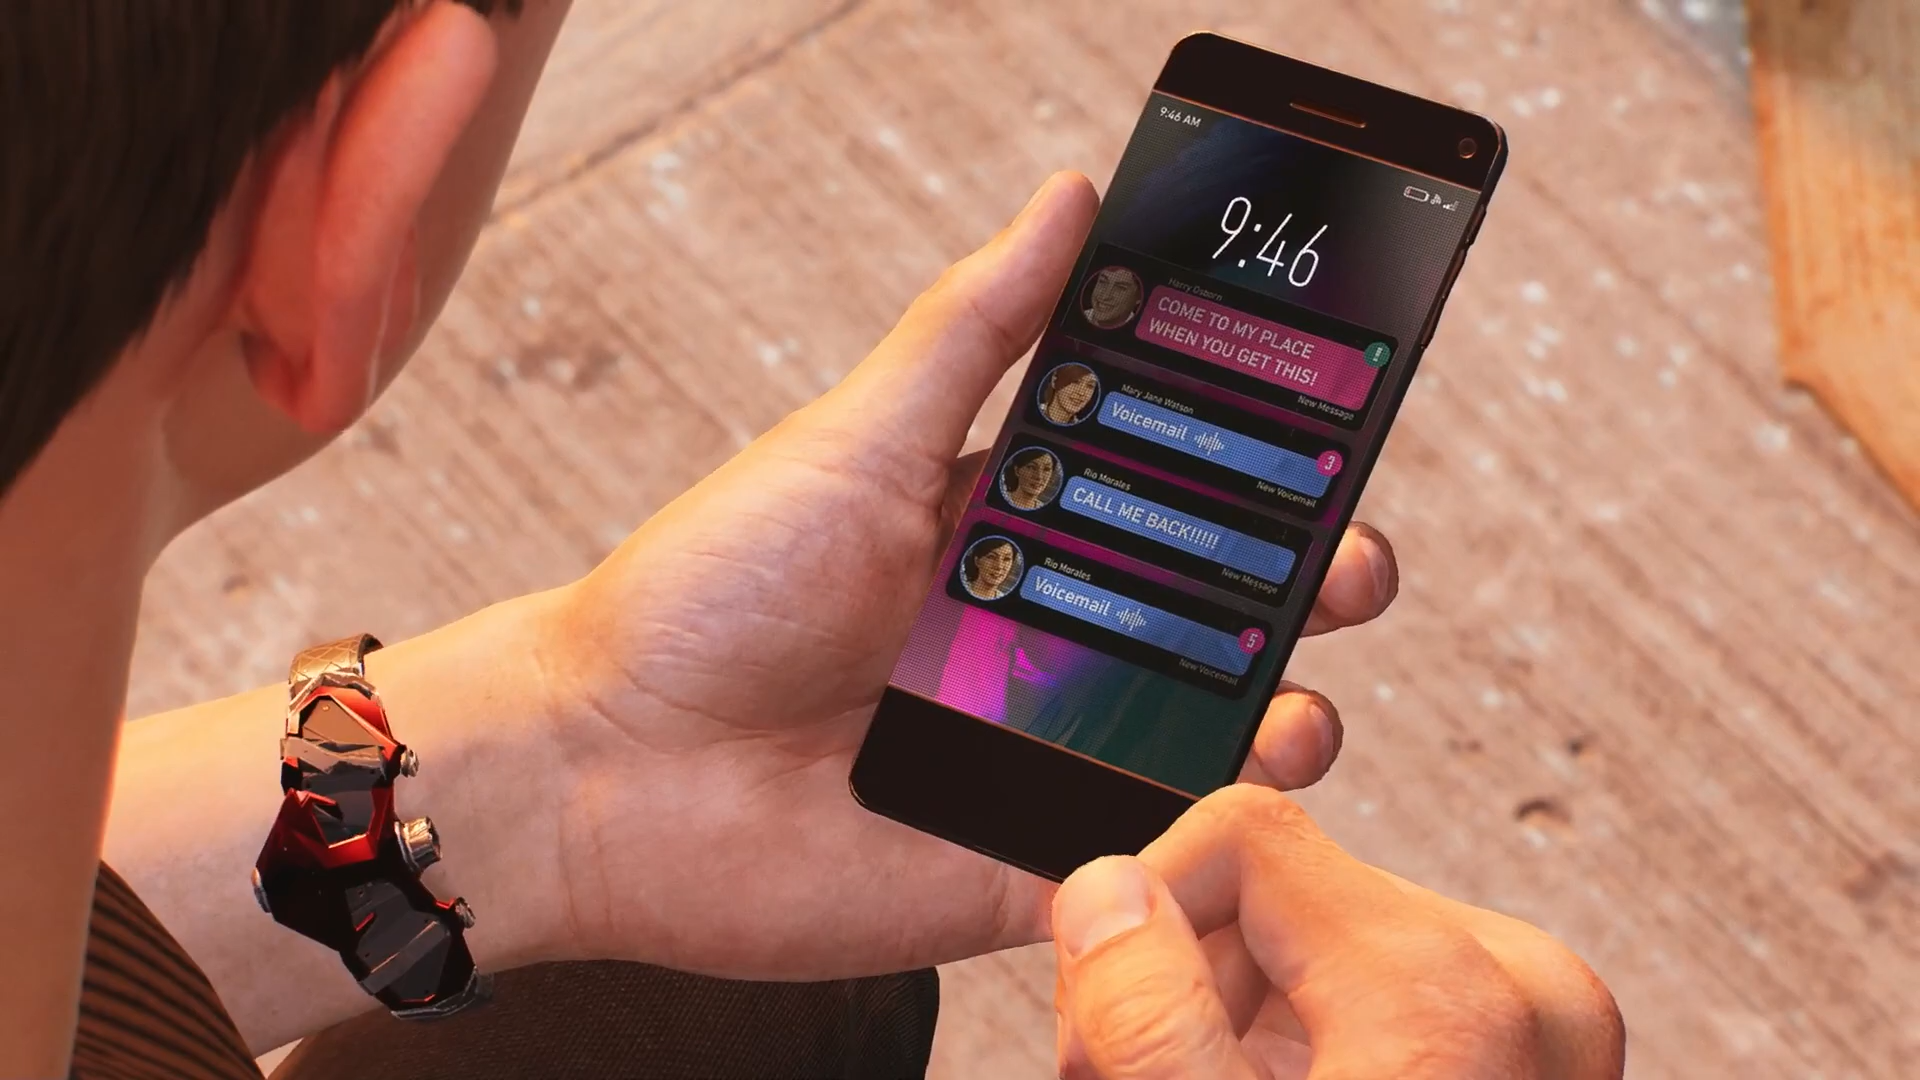 9:46 AM
9:46
Harry Osborn
COME TO MY PLACE
WHEN YOU GET THIS!
New Message
Mary Jane Watson
Voicemail
3
New Voicemail
Rio Morales
CALL ME BACK!!!!!
New Message
Rio Morales
Voicemail
5
New Voicemail